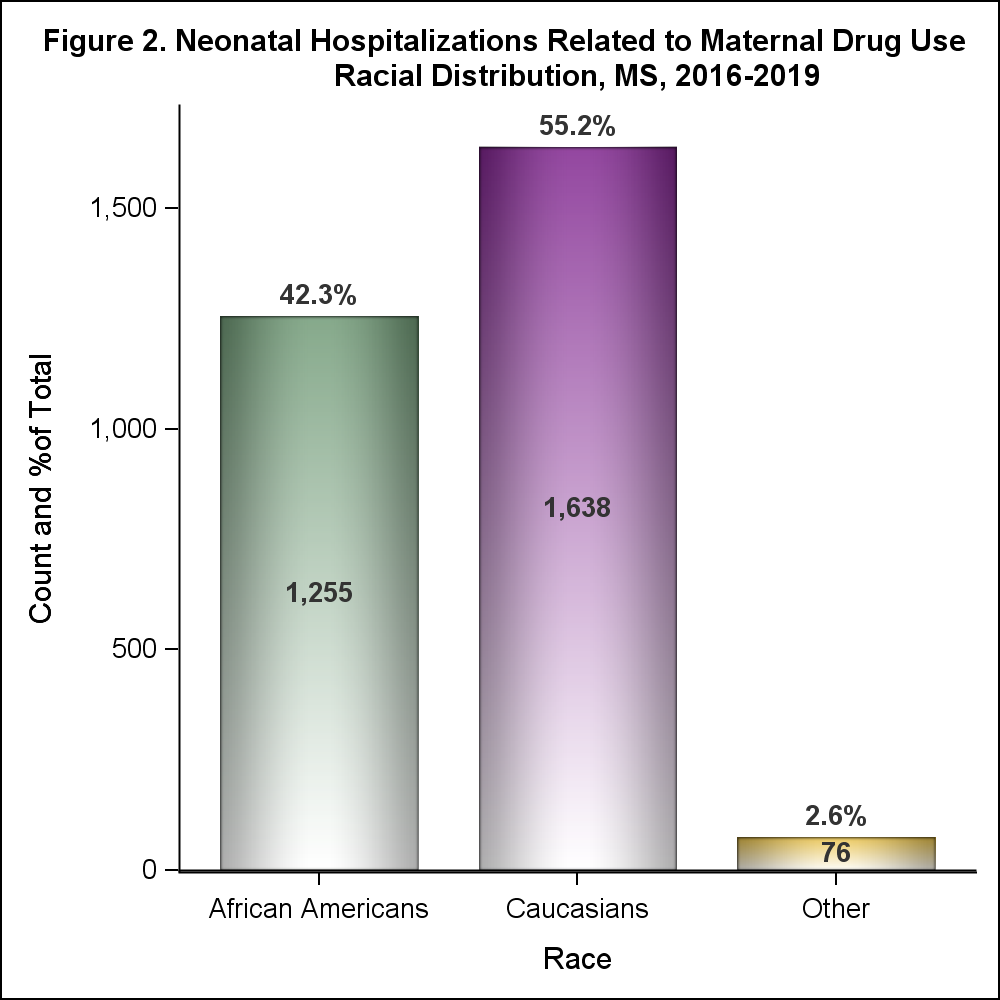 Figure 2. Neonatal Hospitalizations Related to Maternal Drug Use
Racial Distribution, MS, 2016-2019
55.2%
1,500
42.3%
1,000
Count and %of Total
1,638
1,255
500
2.6%
76
0
African Americans
Caucasians
Other
Race